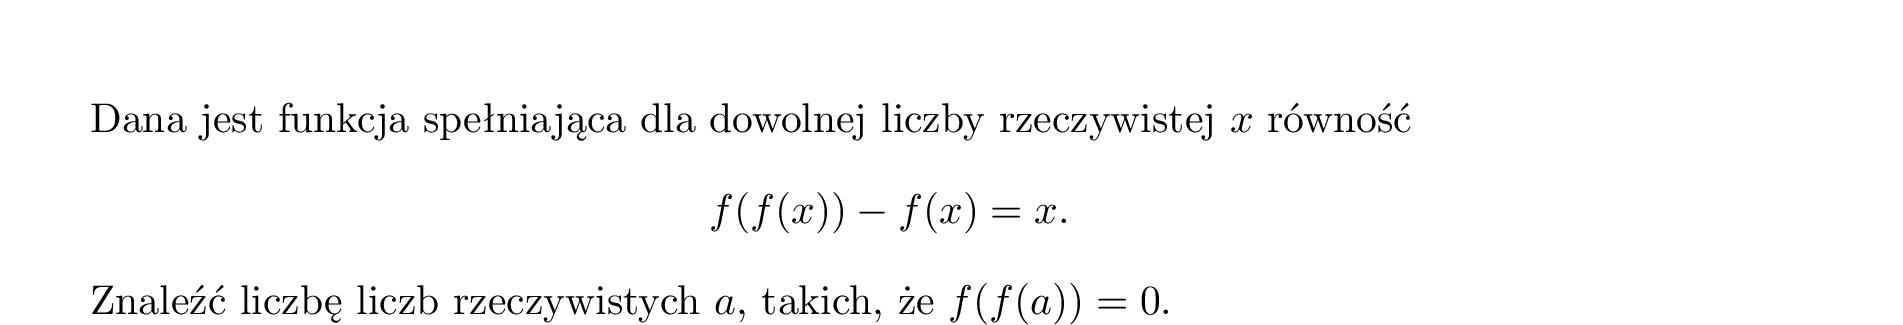 Dana jest funkcja spełniająca dla dowolnej liczby rzeczywistej x równość
f(f(x)) − f(x) = x.
Znaleźć liczbę liczb rzeczywistych a, takich, że f(f(a)) = 0.